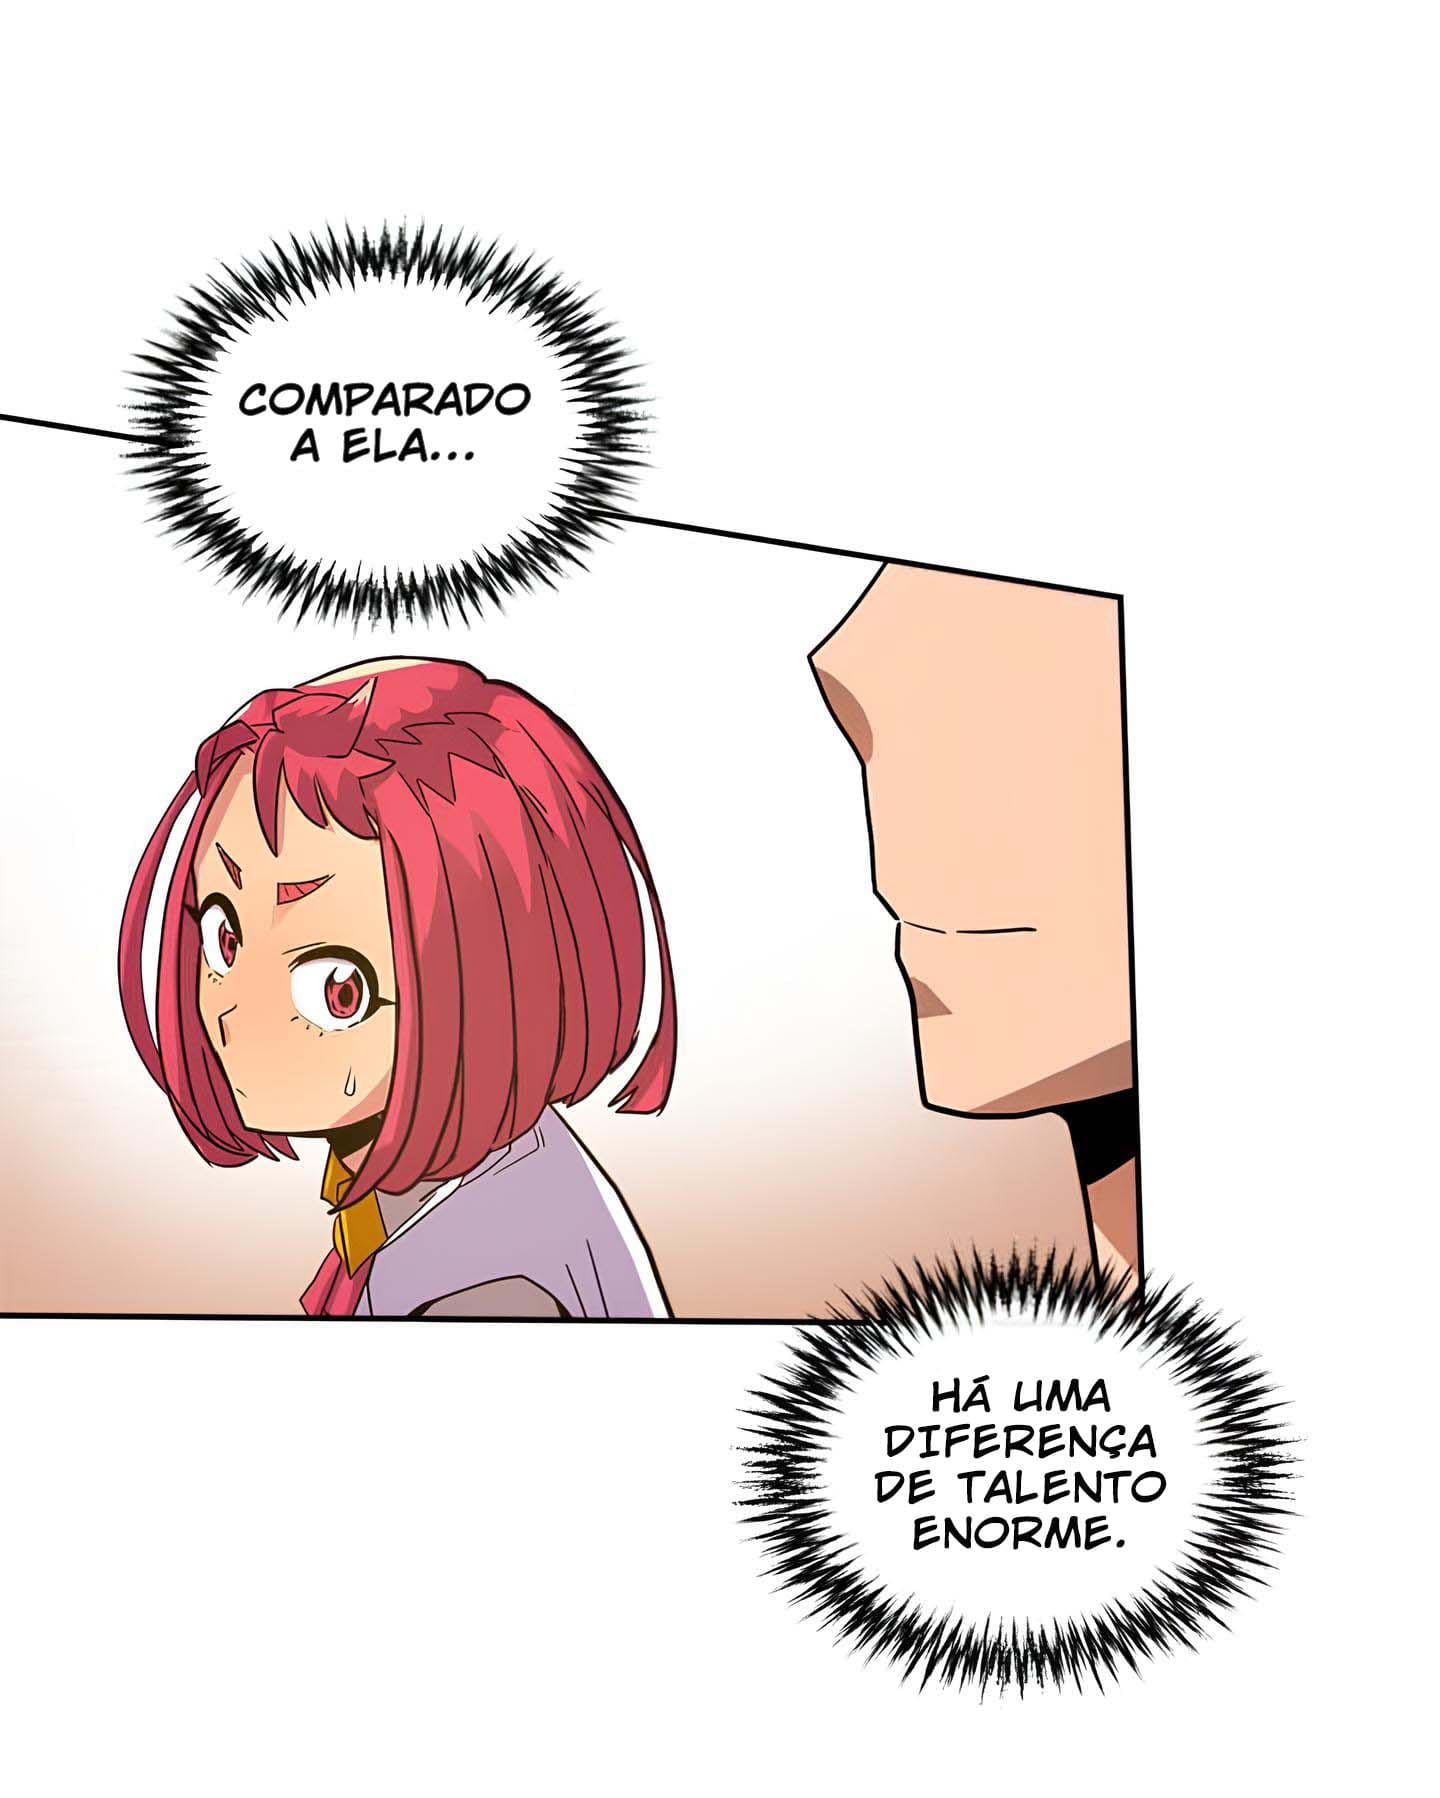 COMPARADO
A ELA...
HÁ UMA
DIFERENÇA
DE TALENTO
ENORME.